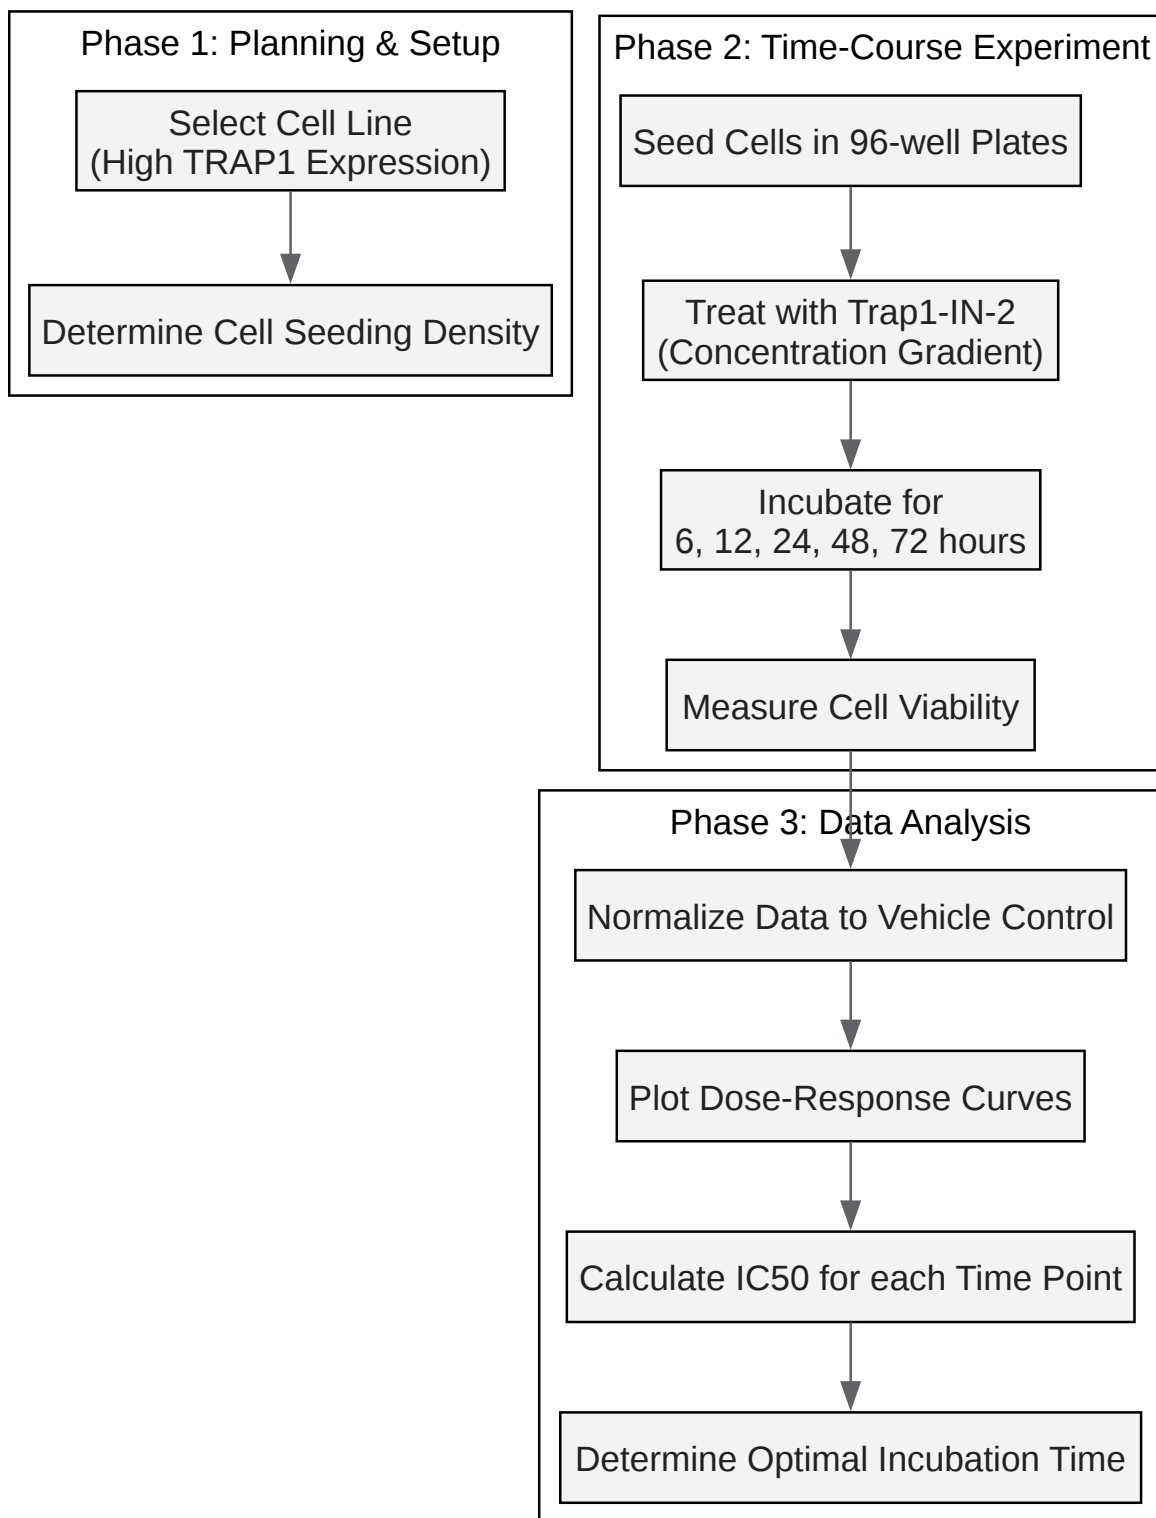 Phase 1: Planning & Setup
Select Cell Line
(High TRAP1 Expression)
Determine Cell Seeding Density
Phase 2: Time-Course Experiment
Seed Cells in 96-well Plates
Treat with Trap1-IN-2
(Concentration Gradient)
Incubate for
6, 12, 24, 48, 72 hours
Measure Cell Viability
Phase 3: Data Analysis
Normalize Data to Vehicle Control
Plot Dose-Response Curves
Calculate IC50 for each Time Point
Determine Optimal Incubation Time